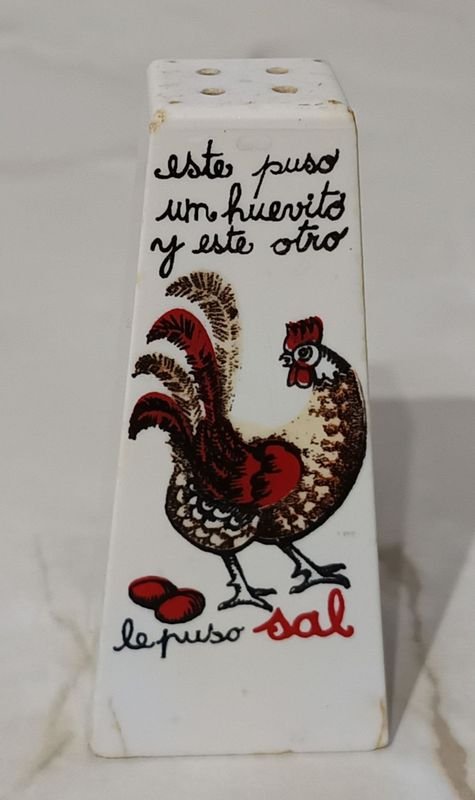 este puso
un huevito
y este otro
le puso sal